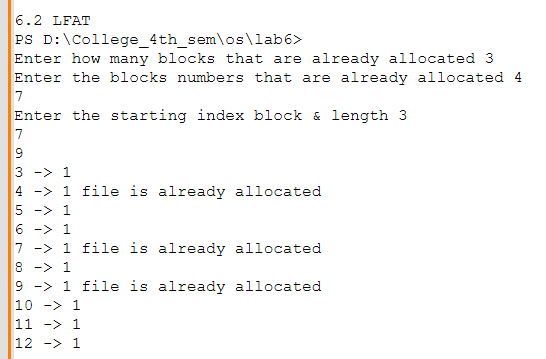 6.2 LFAT
PS D:\College_4th_sem\os\lab6>
Enter how many blocks that are already allocated 3
Enter the blocks numbers that are already allocated 4
7
Enter the starting index block & length 3
7
9
3 -> 1
4 -> 1 file is already allocated
5 -> 1
6 -> 1
7 -> 1 file is already allocated
8 -> 1
9 -> 1 file is already allocated
10 -> 1
11 -> 1
12 -> 1